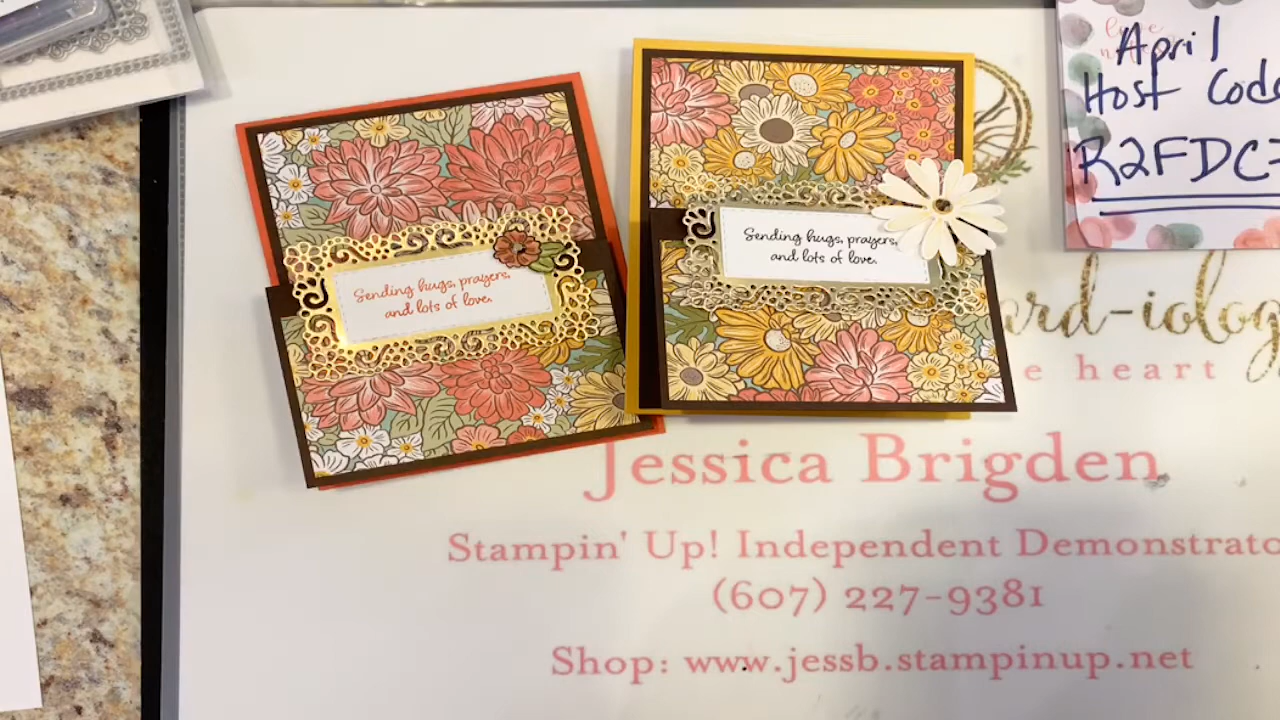 April
Host Code
Sending hugs, prayers,
and lots of love.
Sending hugs, prayers,
and lots of love.
e heart
Jessica Brigden
Stampin' Up! Independent Demonstrato
(607) 227-9381
Shop: www.jessb.stampinup.net